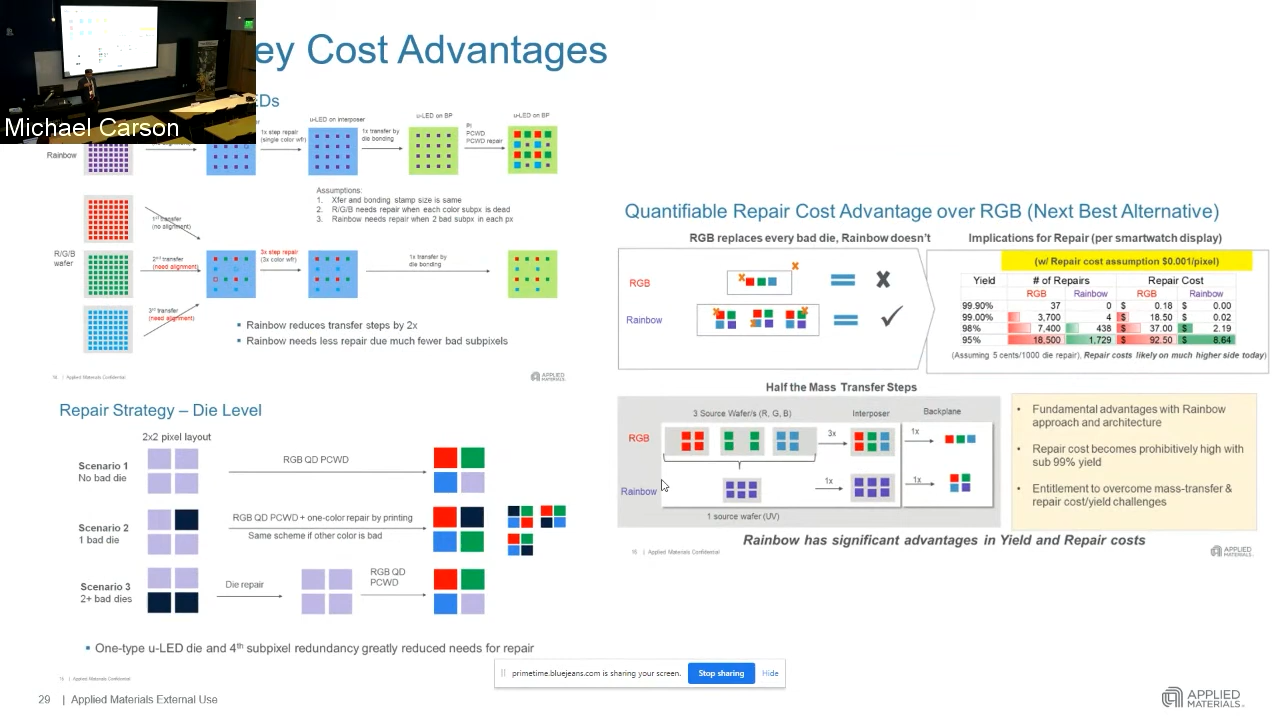 ey Cost Advantages
EDs
Michael Carson
u-LED on interposer
u-LED on BP
u-LED on BP
1x step repair
(single color wfr)
1x transfer by
die bonding
PI
PCWD
PCWD repair
Rainbow
Assumptions:
1. Xfer and bonding stamp size is same
2. R/G/B needs repair when each color subpx is dead
3. Rainbow needs repair when 2 bad subpx in each px
1st transfer
(no alignment)
R/G/B
wafer
2nd transfer
(need alignment)
3x step repair
(3x color wfr)
1x transfer by
die bonding
3rd transfer
(need alignment)
▪ Rainbow reduces transfer steps by 2x
▪ Rainbow needs less repair due much fewer bad subpixels
| Applied Materials Confidential
APPLIED MATERIALS
Repair Strategy – Die Level
2x2 pixel layout
Scenario 1
No bad die
RGB QD PCWD
Scenario 2
1 bad die
RGB QD PCWD + one-color repair by printing
Same scheme if other color is bad
Scenario 3
2+ bad dies
Die repair
RGB QD
PCWD
▪ One-type u-LED die and 4th subpixel redundancy greatly reduced needs for repair
| Applied Materials Confidential
Quantifiable Repair Cost Advantage over RGB (Next Best Alternative)
RGB replaces every bad die, Rainbow doesn't
RGB
Rainbow
Implications for Repair (per smartwatch display)
(w/ Repair cost assumption $0.001/pixel)
Yield # of Repairs Repair Cost
RGB Rainbow RGB Rainbow
99.90% 37 0 $ 0.18 $ 0.00
99.00% 3,700 4 $ 18.50 $ 0.02
98% 7,400 438 $ 37.00 $ 2.19
95% 18,500 1,729 $ 92.50 $ 8.64
(Assuming 5 cents/1000 die repair), Repair costs likely on much higher side today)
Half the Mass Transfer Steps
3 Source Wafer/s (R, G, B)
Interposer
Backplane
RGB
3x
1x
Rainbow
1x
1x
1 source wafer (UV)
• Fundamental advantages with Rainbow
approach and architecture
• Repair cost becomes prohibitively high with
sub 99% yield
• Entitlement to overcome mass-transfer &
repair cost/yield challenges
Rainbow has significant advantages in Yield and Repair costs
| Applied Materials Confidential
APPLIED MATERIALS
primetime.bluejeans.com is sharing your screen.
Stop sharing
Hide
29 | Applied Materials External Use
APPLIED
MATERIALS